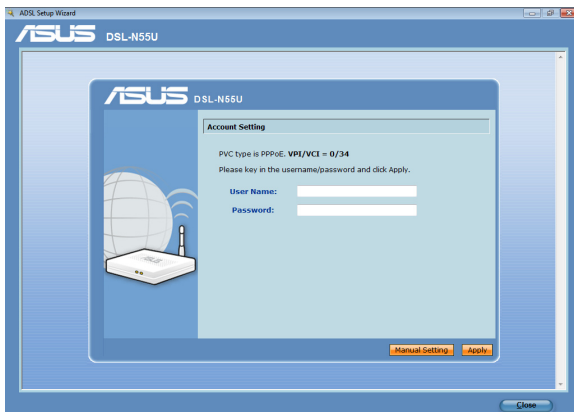 ADSL Setup Wizard
ASUS DSL-N55U
ASUS DSL-N55U
Account Setting
PVC type is PPPoE. VPI/VCI = 0/34
Please key in the username/password and click Apply.
User Name:
Password:
ASUS
Manual Setting Apply
Close